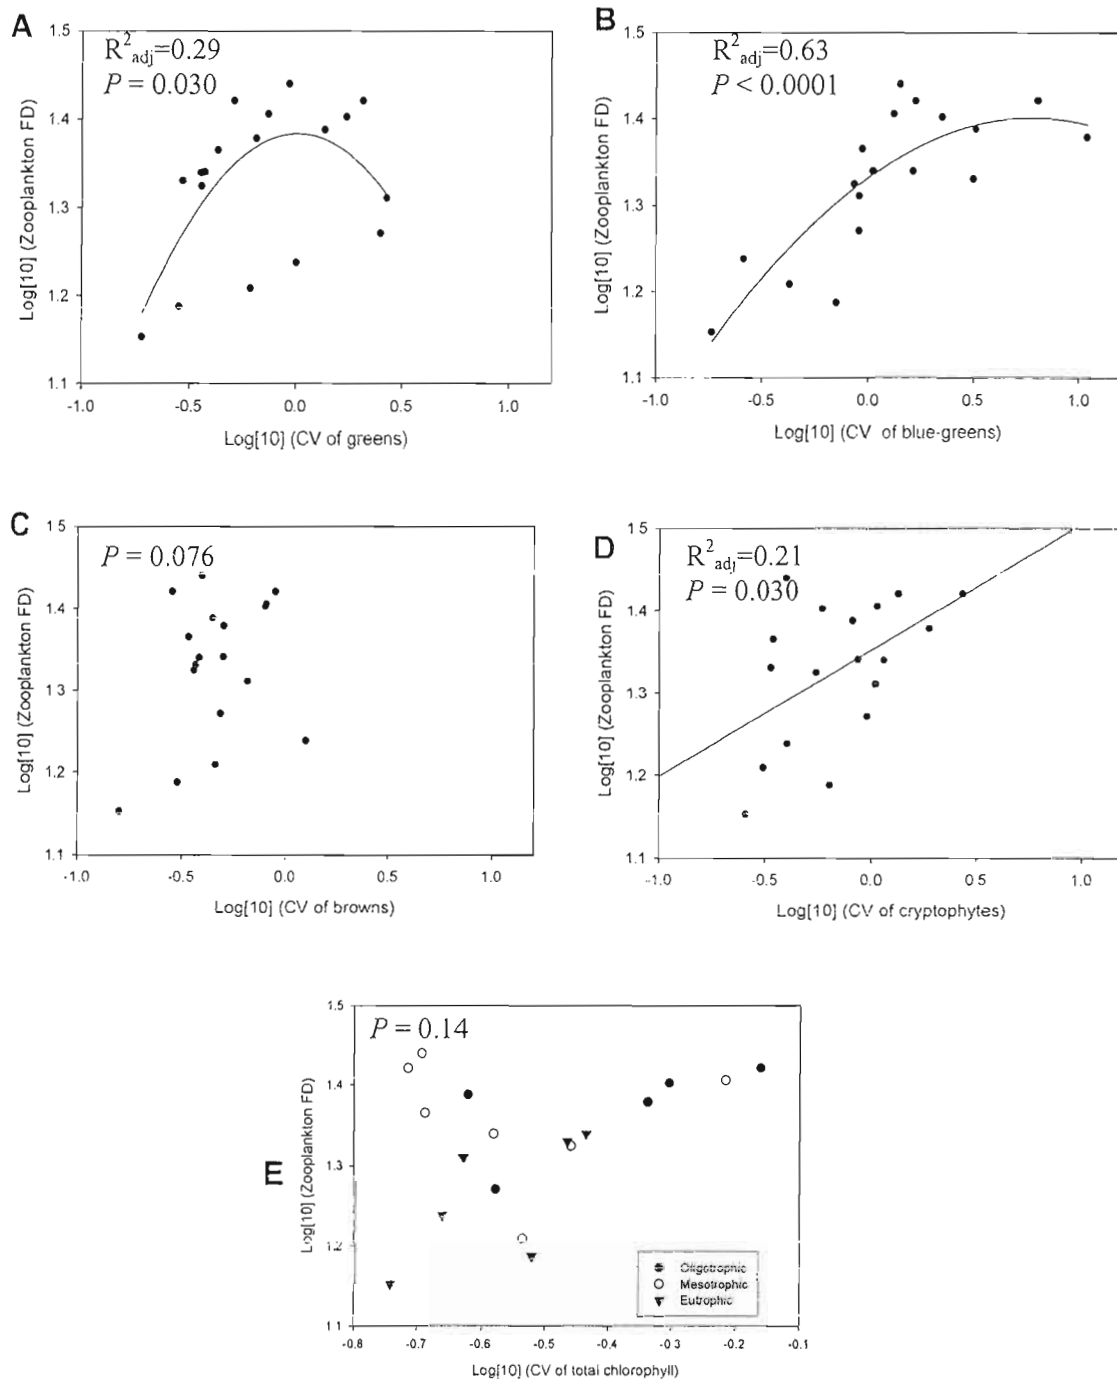 A
R²adj=0.29
P = 0.030
1.5
1.4
1.3
1.2
1.1
-1.0
-0.5
0.0
0.5
1.0
Log[10] (Zooplankton FD)
Log[10] (CV of greens)
B
R²adj=0.63
P < 0.0001
1.5
1.4
1.3
1.2
1.1
-1.0
-0.5
0.0
0.5
1.0
Log[10] (Zooplankton FD)
Log[10] (CV of blue-greens)
C
P = 0.076
1.5
1.4
1.3
1.2
1.1
-1.0
-0.5
0.0
0.5
1.0
Log[10] (Zooplankton FD)
Log[10] (CV of browns)
D
R²adj=0.21
P = 0.030
1.5
1.4
1.3
1.2
1.1
-1.0
-0.5
0.0
0.5
1.0
Log[10] (Zooplankton FD)
Log[10] (CV of cryptophytes)
E
P = 0.14
1.5
1.4
1.3
1.2
1.1
-0.8
-0.7
-0.6
-0.5
-0.4
-0.3
-0.2
-0.1
Log[10] (Zooplankton FD)
Log[10] (CV of total chlorophyll)
Oligotrophic
Mesotrophic
Eutrophic